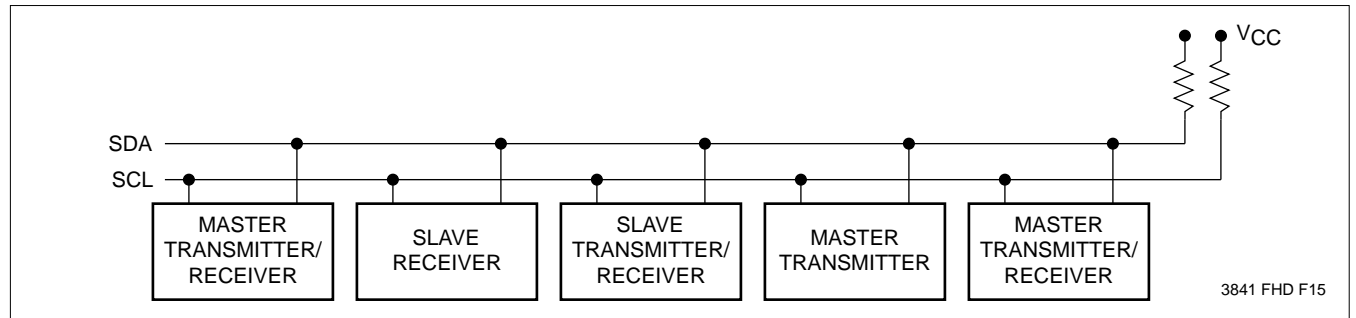 VCC
SDA
SCL
MASTER
TRANSMITTER/
RECEIVER
SLAVE
RECEIVER
SLAVE
TRANSMITTER/
RECEIVER
MASTER
TRANSMITTER
MASTER
TRANSMITTER/
RECEIVER
3841 FHD F15